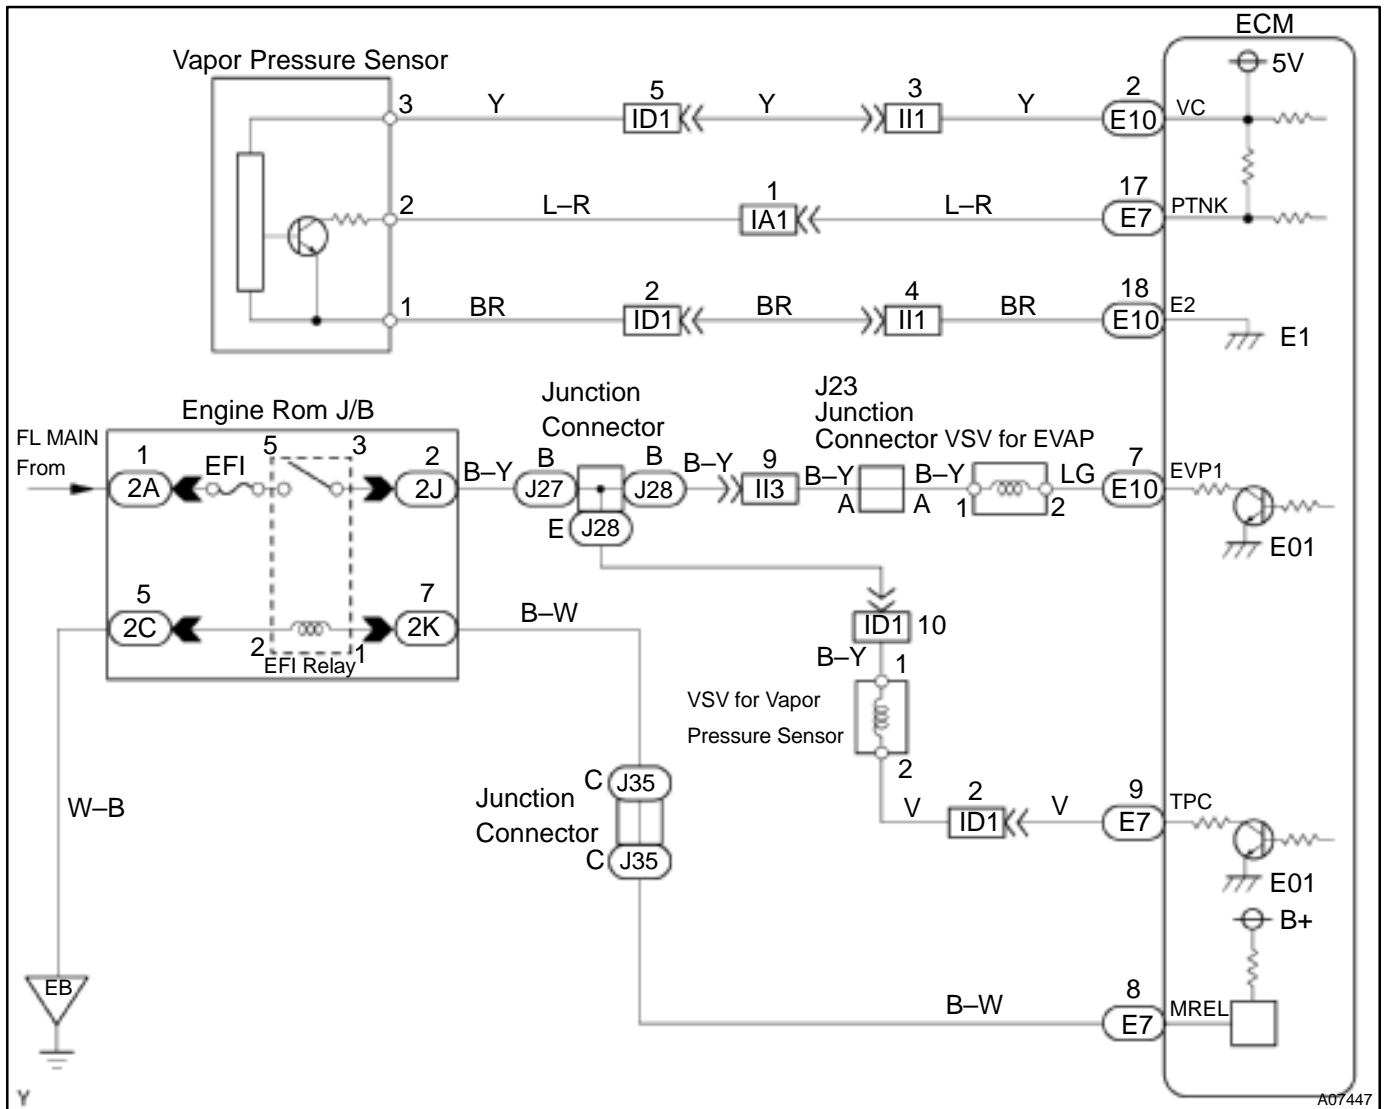 ECM
Vapor Pressure Sensor
5V
3 Y 5 ID1 Y 3 II1 Y 2 E10 VC
2 L–R 1 IA1 L–R 17 E7 PTNK
1 BR 2 ID1 BR 4 II1 BR 18 E10 E2
E1
Engine Rom J/B
Junction
Connector
J23
Junction
Connector
VSV for EVAP
FL MAIN
From
1 2A EFI 5 3 2 2J B–Y B J27 B J28 B–Y 9 II3 B–Y A A B–Y 1 2 LG 7 E10 EVP1
E J28
E01
5 2C 2 1 7 2K B–W
EFI Relay
ID1 10
B–Y 1
VSV for Vapor
Pressure Sensor
2
W–B
V 2 ID1 V 9 E7 TPC
E01
Junction
Connector
C J35
C J35
B+
EB
B–W 8 E7 MREL
Y
A07447